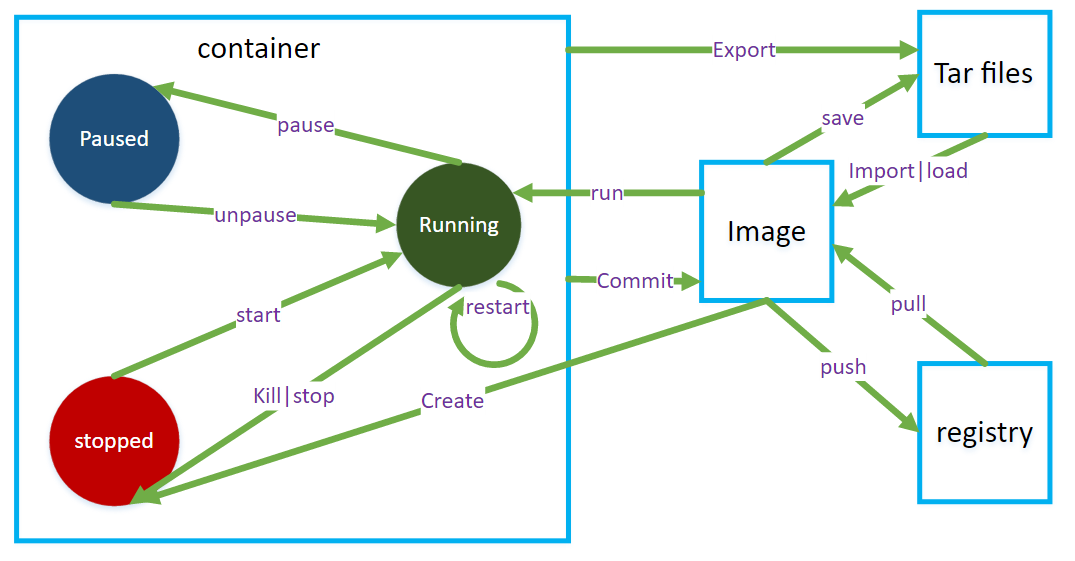 container
Export
Tar files
Paused
pause
save
Import|load
run
unpause
Running
Image
Commit
restart
start
pull
push
Kill|stop
Create
stopped
registry